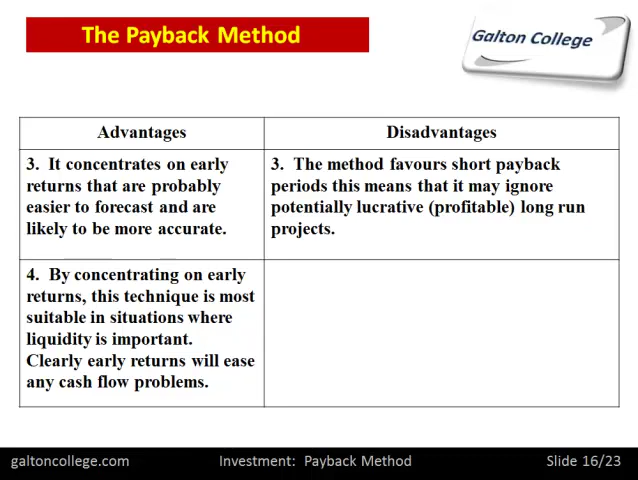 The Payback Method
Galton College
Advantages
Disadvantages
3. It concentrates on early
returns that are probably
easier to forecast and are
likely to be more accurate.
3. The method favours short payback
periods this means that it may ignore
potentially lucrative (profitable) long run
projects.
4. By concentrating on early
returns, this technique is most
suitable in situations where
liquidity is important.
Clearly early returns will ease
any cash flow problems.
galtoncollege.com
Investment: Payback Method
Slide 16/23